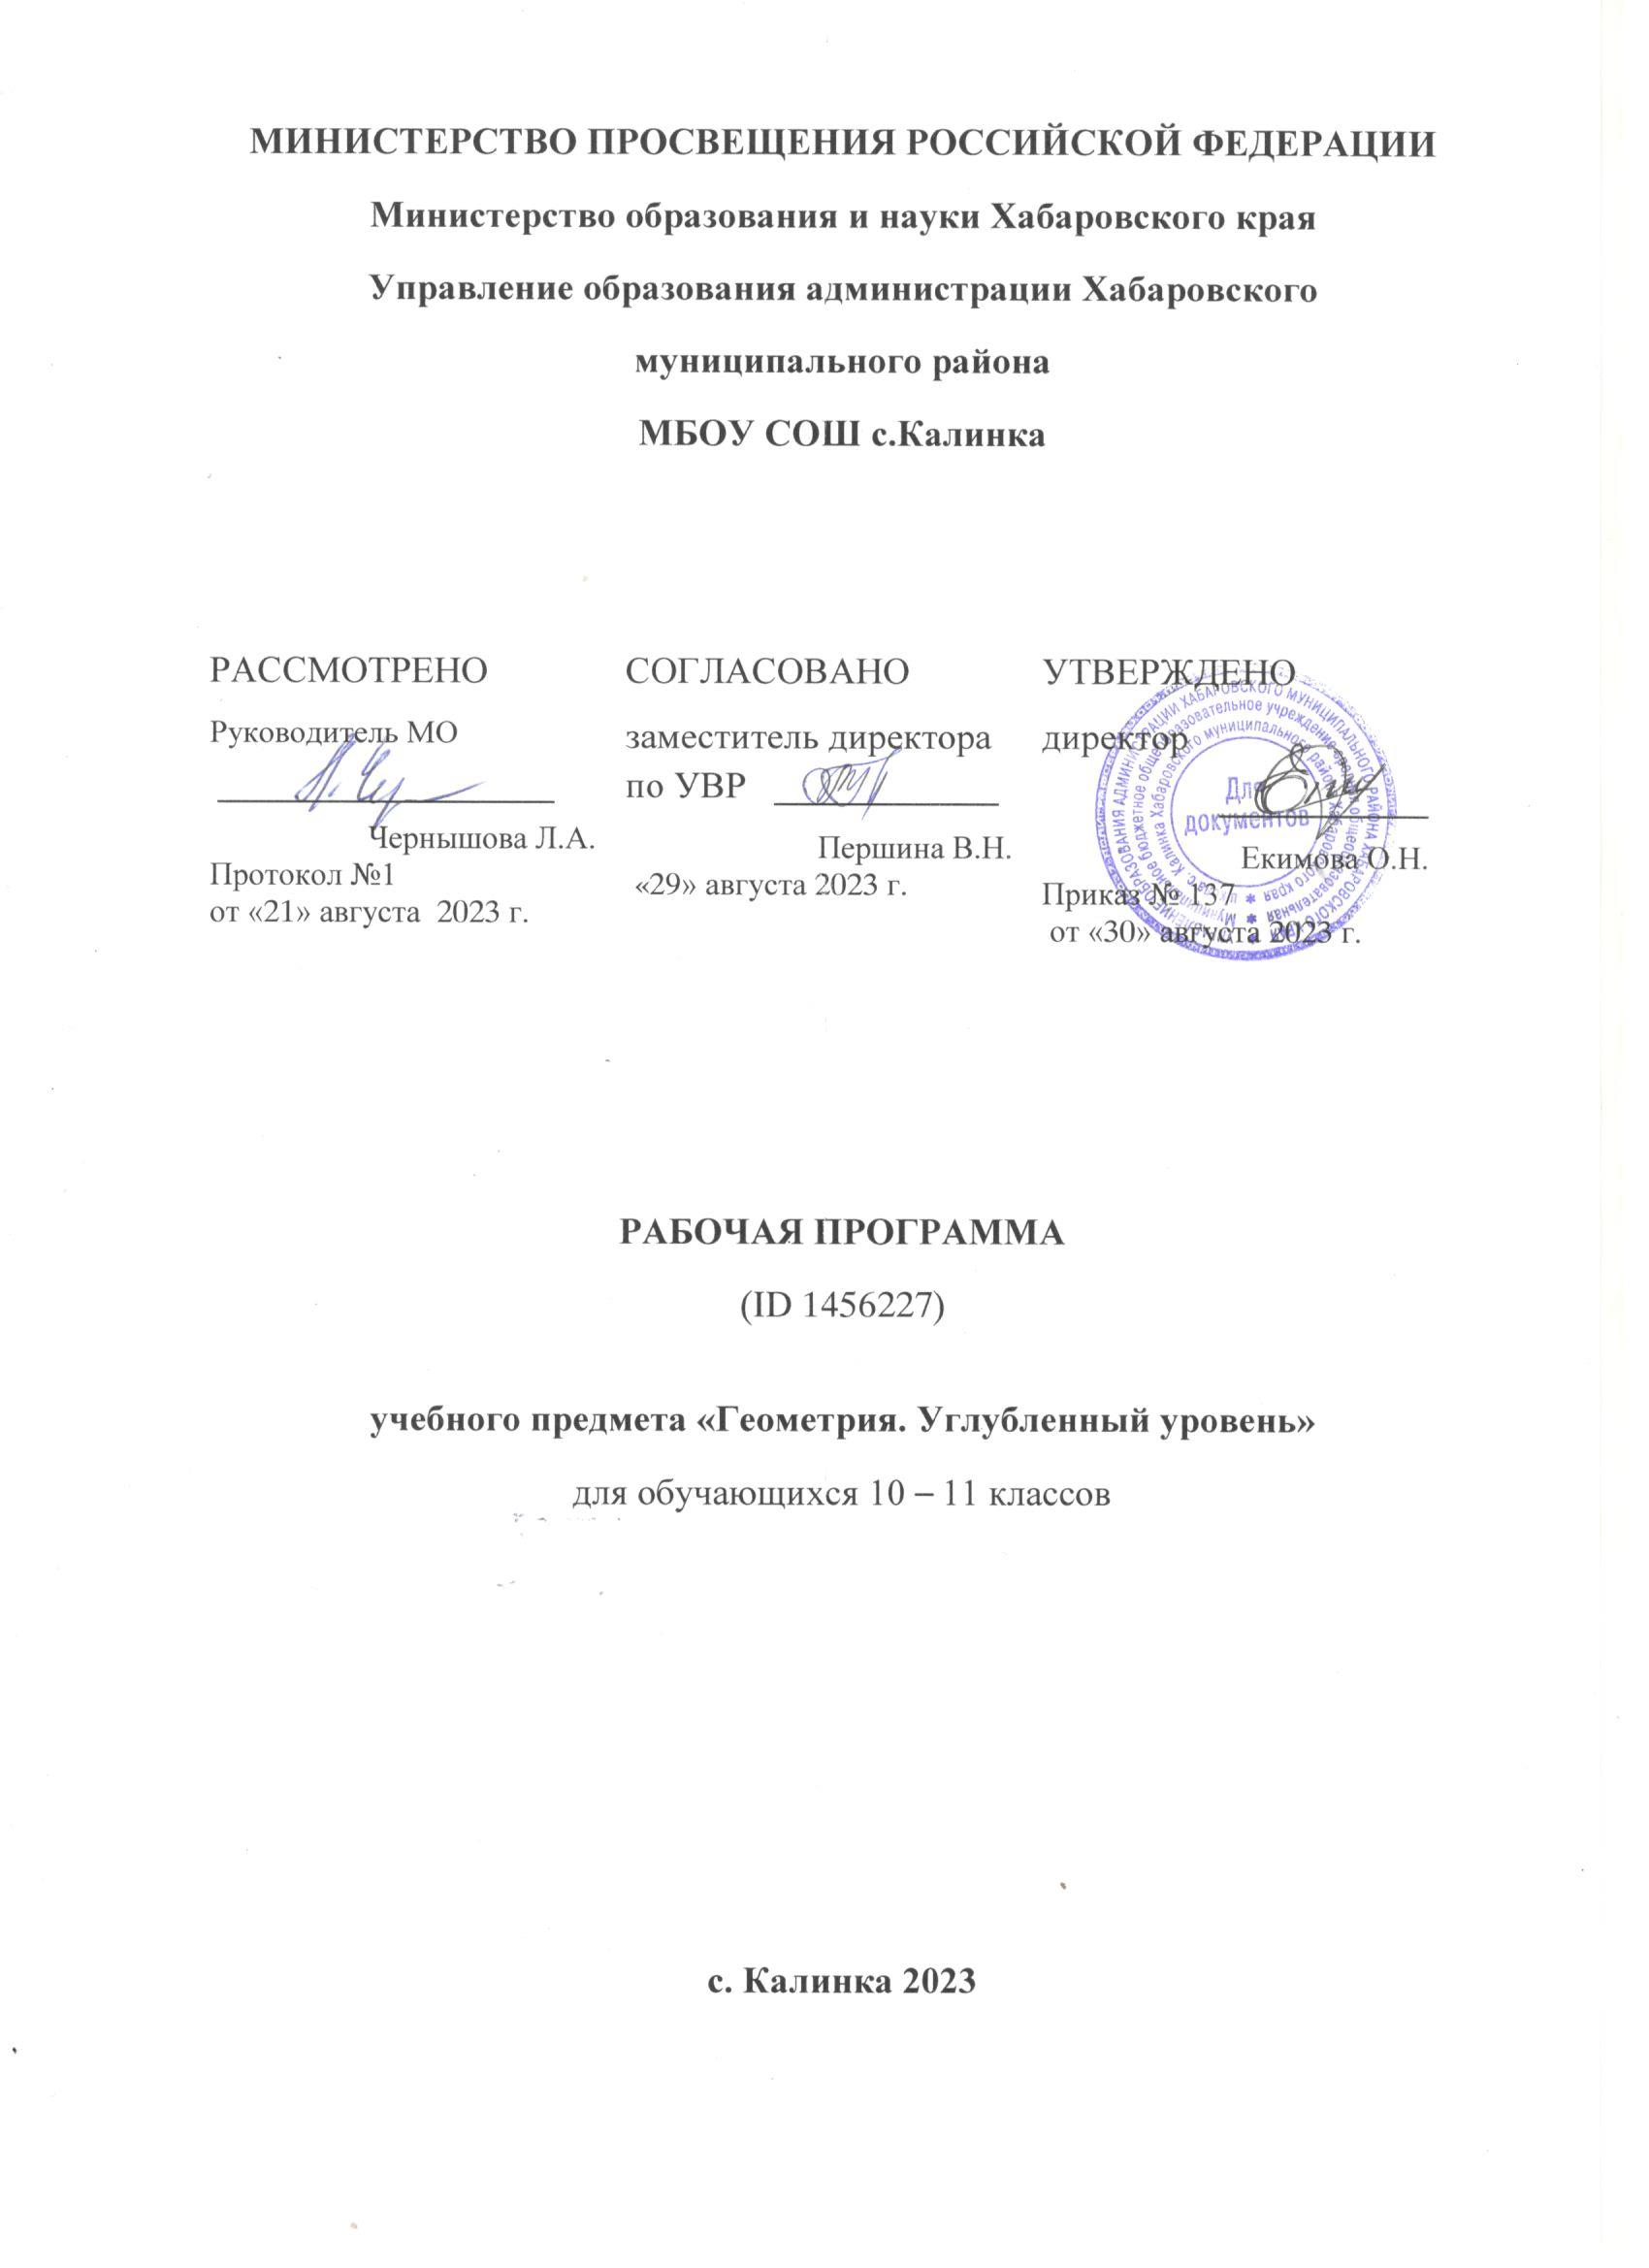 МИНИСТЕРСТВО ПРОСВЕЩЕНИЯ РОССИЙСКОЙ ФЕДЕРАЦИИ
Министерство образования и науки Хабаровского края
Управление образования администрации Хабаровского
муниципального района
МБОУ СОШ с.Калинка
РАССМОТРЕНО
Руководитель МО
Чернышова Л.А.
Протокол №1
от «21» августа 2023 г.
СОГЛАСОВАНО
заместитель директора
по УВР
Першина В.Н.
«29» августа 2023 г.
УТВЕРЖДЕНО
директор
Екимова О.Н.
Приказ № 137
от «30» августа 2023 г.
Для
документов
РАБОЧАЯ ПРОГРАММА
(ID 1456227)
учебного предмета «Геометрия. Углубленный уровень»
для обучающихся 10 – 11 классов
с. Калинка 2023